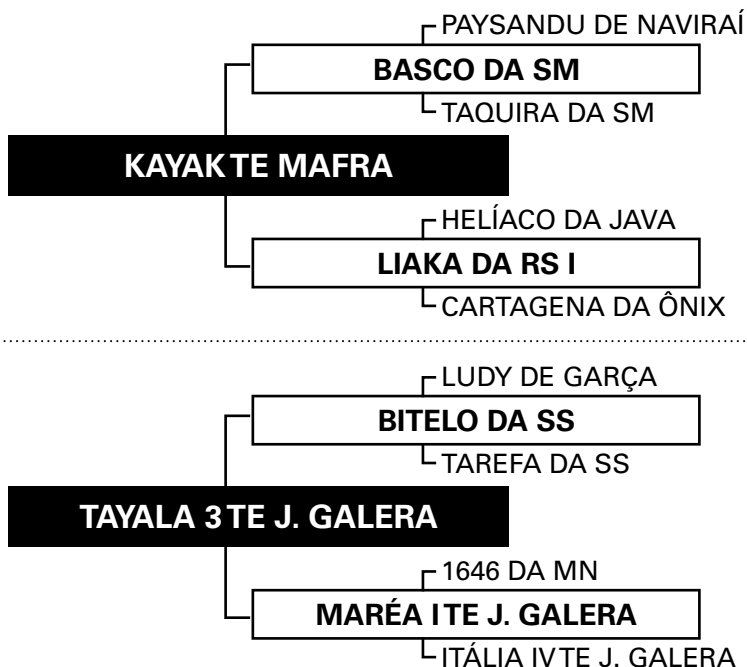 PAYSANDU DE NAVIRAÍ
BASCO DA SM
TAQUIRA DA SM
KAYAK TE MAFRA
HELÍACO DA JAVA
LIAKA DA RS I
CARTAGENA DA ÔNIX
LUDY DE GARÇA
BITELO DA SS
TAREFA DA SS
TAYALA 3 TE J. GALERA
1646 DA MN
MARÉA I TE J. GALERA
ITÁLIA IV TE J. GALERA